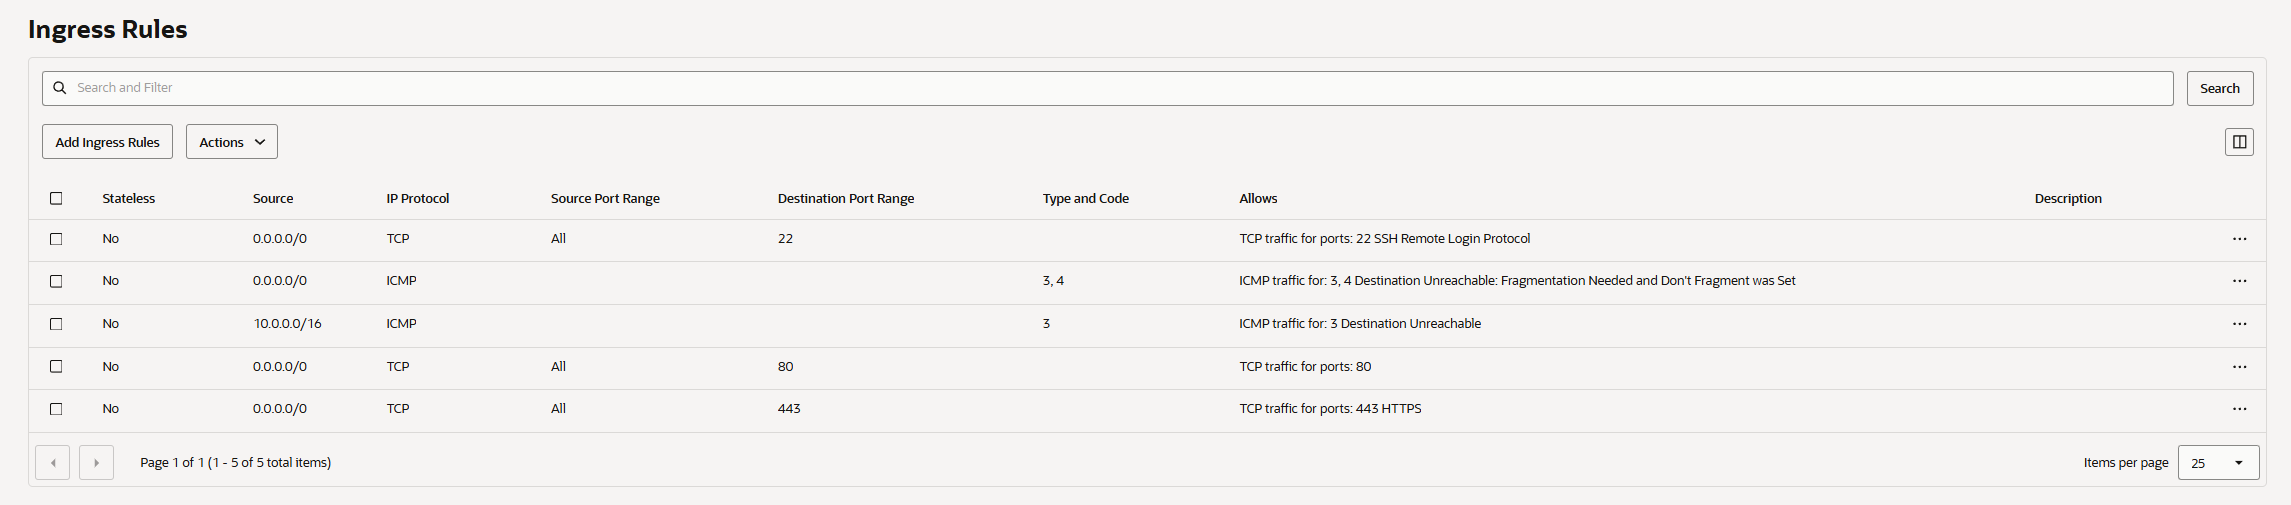 Ingress Rules
Search and Filter Search
Add Ingress Rules Actions
Stateless Source IP Protocol Source Port Range Destination Port Range Type and Code Allows Description
No 0.0.0.0/0 TCP All 22 TCP traffic for ports: 22 SSH Remote Login Protocol
No 0.0.0.0/0 ICMP 3, 4 ICMP traffic for: 3, 4 Destination Unreachable: Fragmentation Needed and Don't Fragment was Set
No 10.0.0.0/16 ICMP 3 ICMP traffic for: 3 Destination Unreachable
No 0.0.0.0/0 TCP All 80 TCP traffic for ports: 80
No 0.0.0.0/0 TCP All 443 TCP traffic for ports: 443 HTTPS
Page 1 of 1 (1 - 5 of 5 total items) Items per page 25